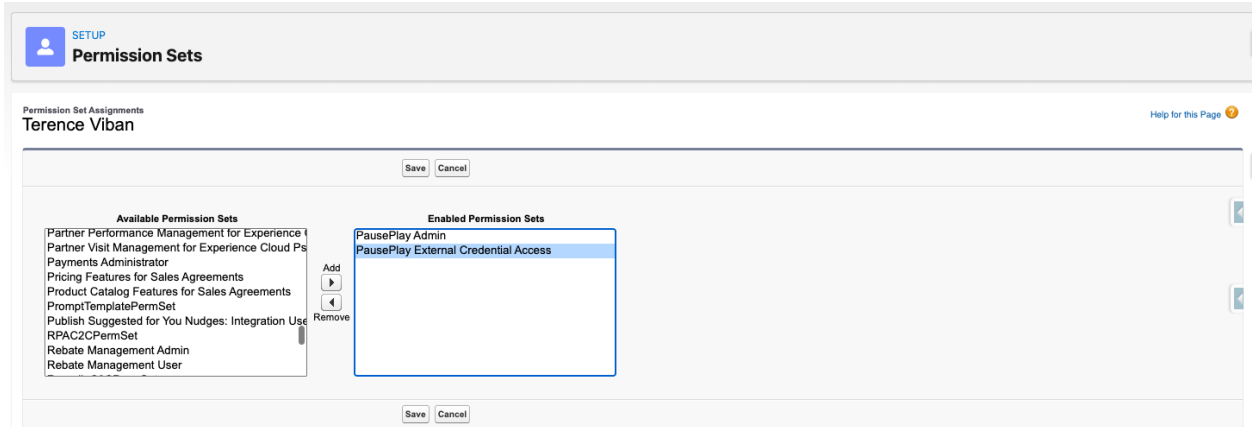 SETUP
Permission Sets
Permission Set Assignments
Terence Viban
Help for this Page
Save Cancel
Available Permission Sets
Enabled Permission Sets
Partner Performance Management for Experience
Partner Visit Management for Experience Cloud Ps
Payments Administrator
Pricing Features for Sales Agreements
Product Catalog Features for Sales Agreements
PromptTemplatePermSet
Publish Suggested for You Nudges: Integration Use
RPAC2CPermSet
Rebate Management Admin
Rebate Management User
Add
Remove
PausePlay Admin
PausePlay External Credential Access
Save Cancel